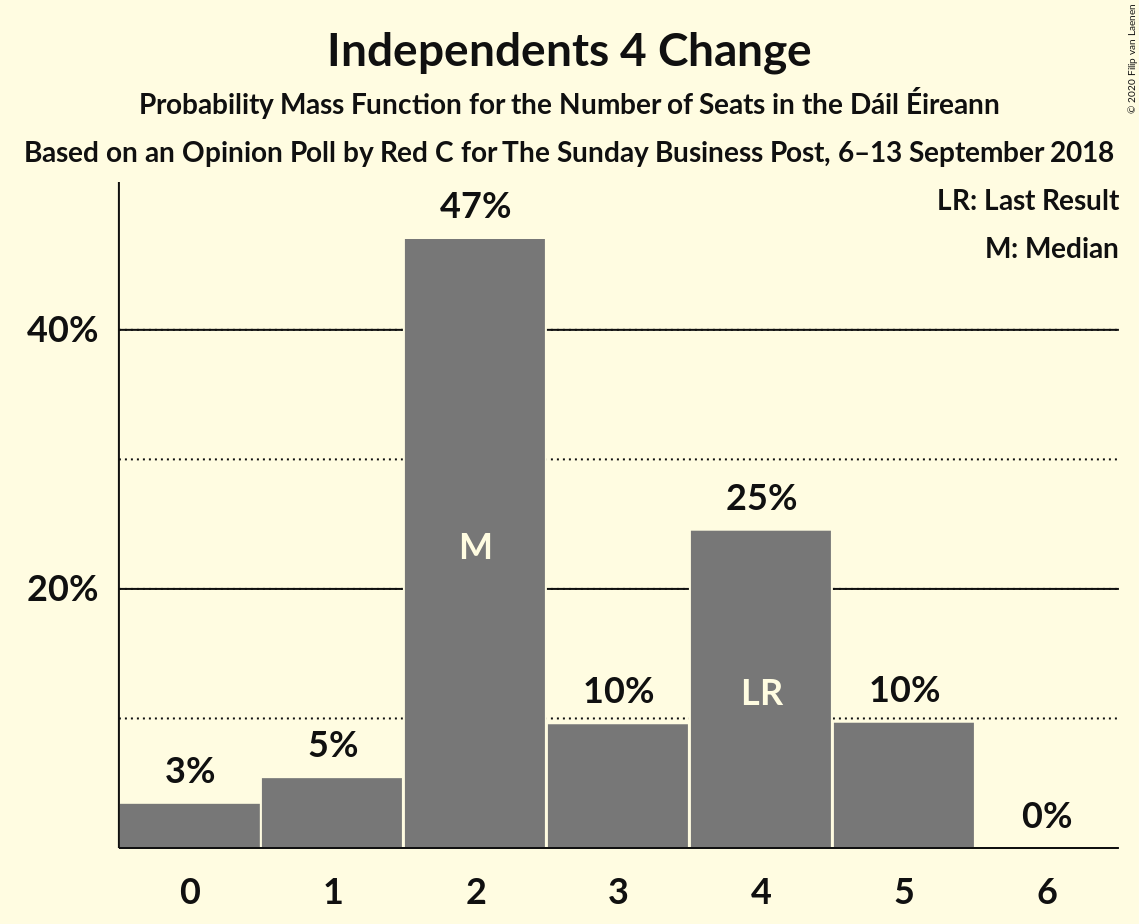 Independents 4 Change
Probability Mass Function for the Number of Seats in the Dáil Éireann
Based on an Opinion Poll by Red C for The Sunday Business Post, 6–13 September 2018
© 2020 Filip van Laenen
LR: Last Result
M: Median
47%
40%
25%
M
20%
10%
LR
10%
5%
3%
0%
0 1 2 3 4 5 6